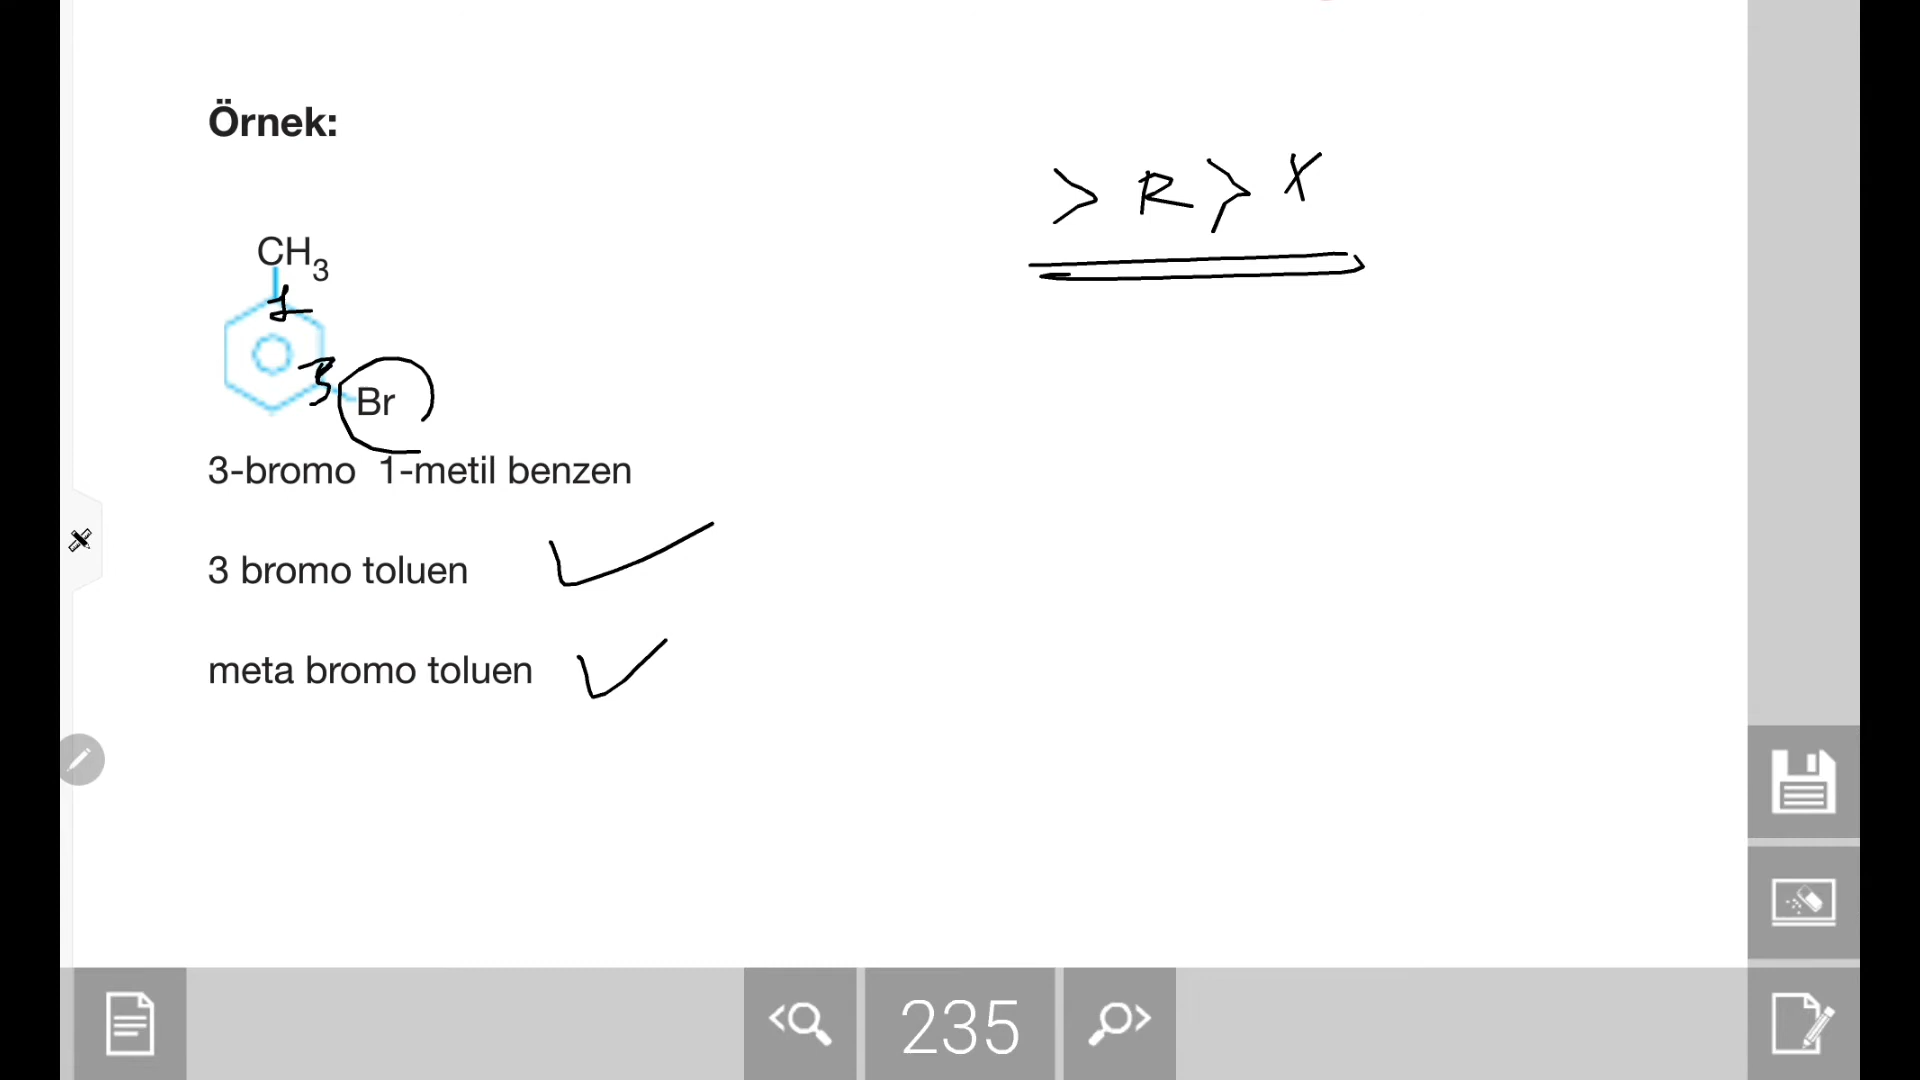 Örnek:
> R > X
CH3
1
3
Br
3-bromo 1-metil benzen
3 bromo toluen
meta bromo toluen
235